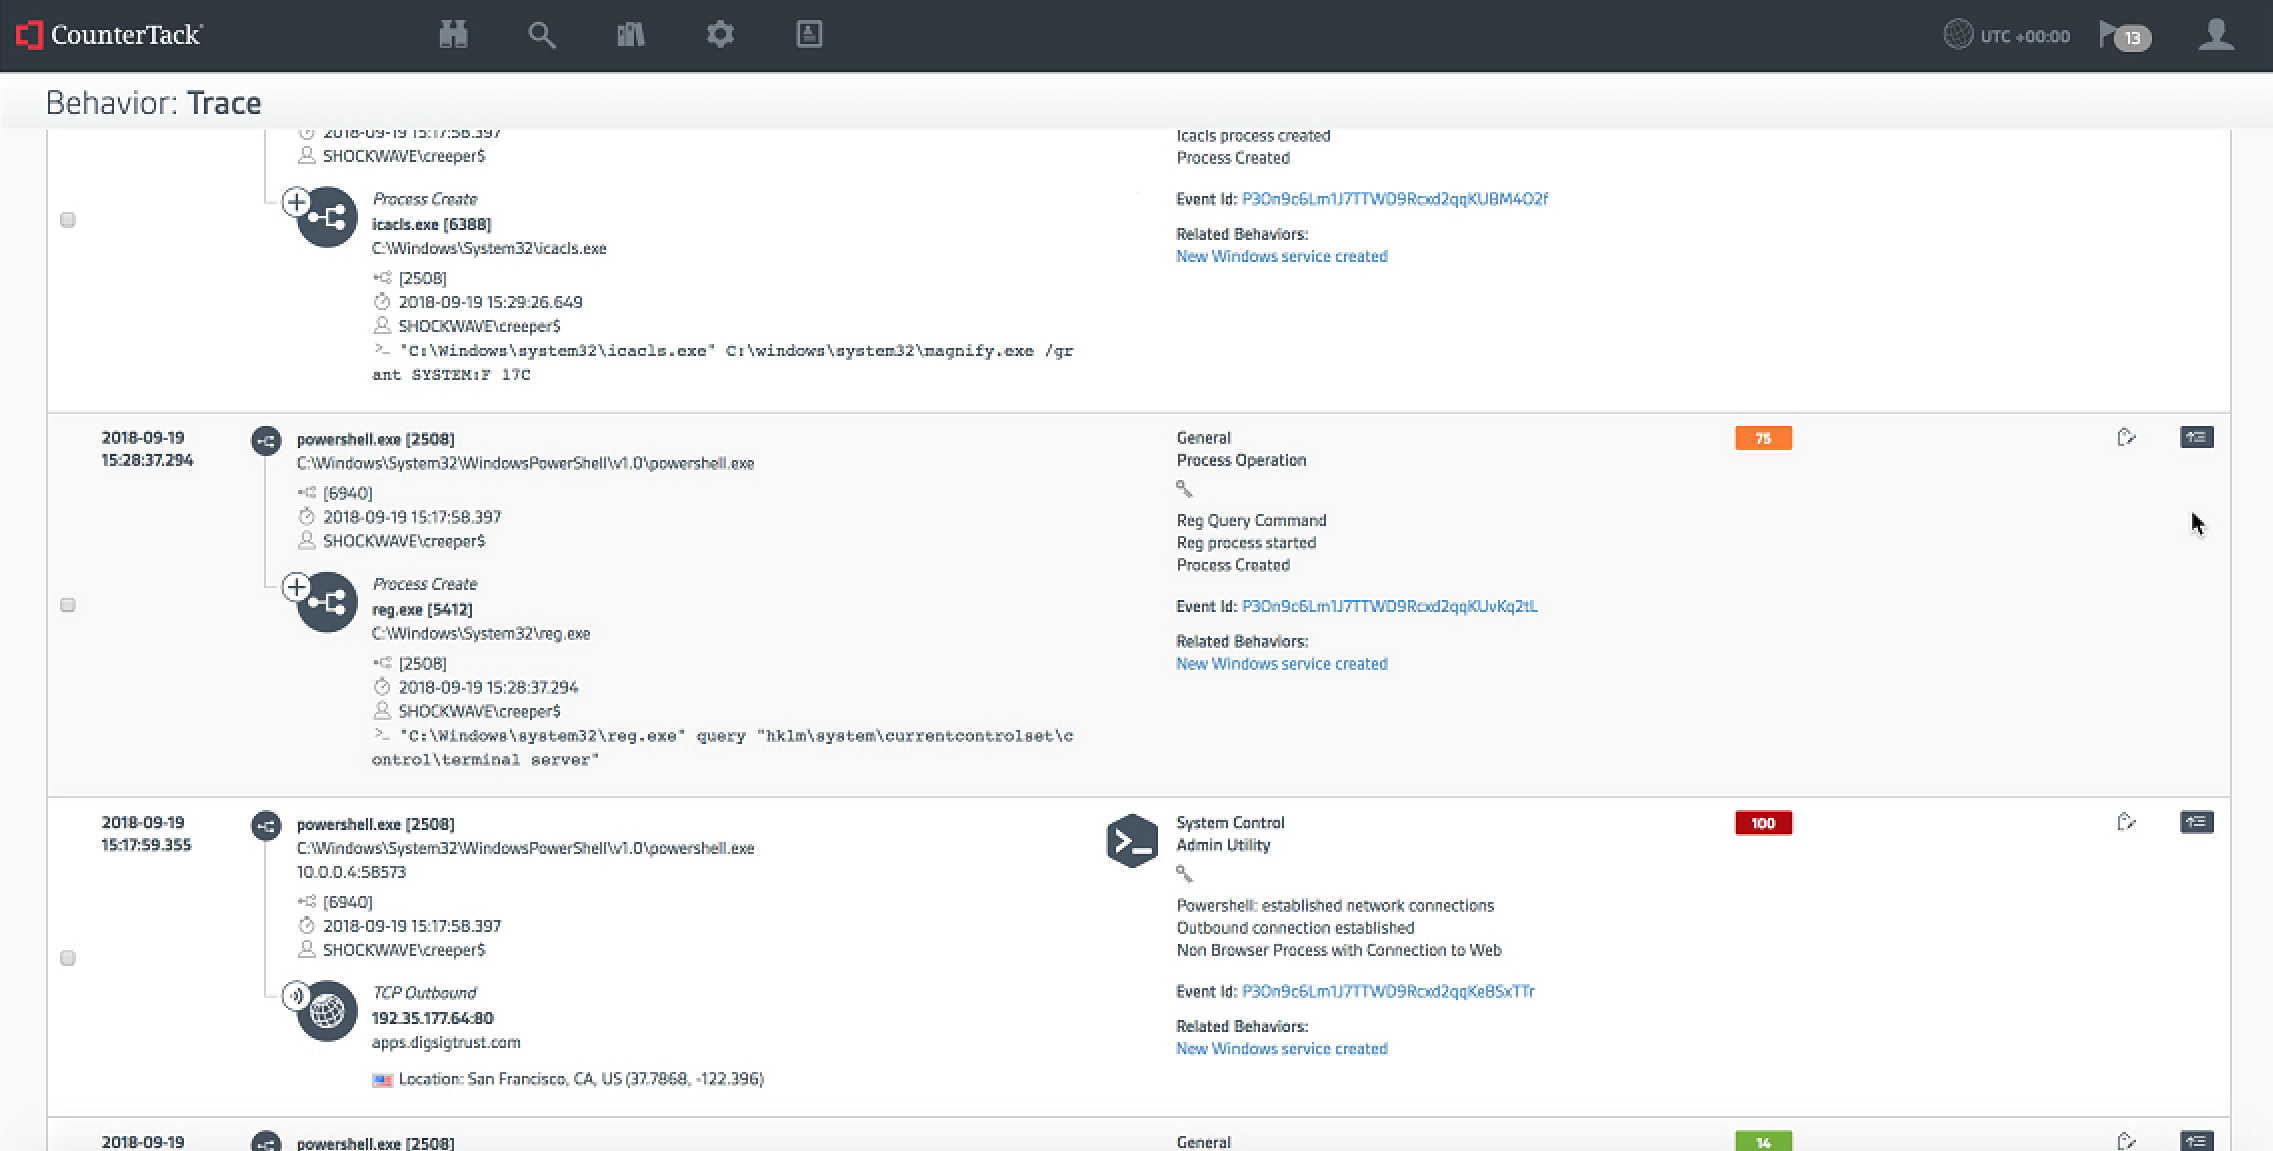 CounterTack
UTC +00:00
13
Behavior: Trace
2018-09-19 15:17:58.397
SHOCKWAVE\creeper$
Icacls process created
Process Created
Process Create
icacls.exe [6388]
C:\Windows\System32\icacls.exe
[2508]
2018-09-19 15:29:26.649
SHOCKWAVE\creeper$
>_ "C:\Windows\system32\icacls.exe" C:\windows\system32\magnify.exe /gr
ant SYSTEM:F 17C
Event Id: P3On9c6Lm1J7TTWD9Rcxd2qqKUBM4O2f
Related Behaviors:
New Windows service created
2018-09-19
15:28:37.294
powershell.exe [2508]
C:\Windows\System32\WindowsPowerShell\v1.0\powershell.exe
[6940]
2018-09-19 15:17:58.397
SHOCKWAVE\creeper$
Process Create
reg.exe [5412]
C:\Windows\System32\reg.exe
[2508]
2018-09-19 15:28:37.294
SHOCKWAVE\creeper$
>_ "C:\Windows\system32\reg.exe" query "hklm\system\currentcontrolset\c
ontrol\terminal server"
General
Process Operation
Reg Query Command
Reg process started
Process Created
Event Id: P3On9c6Lm1J7TTWD9Rcxd2qqKUvKq2tL
Related Behaviors:
New Windows service created
75
2018-09-19
15:17:59.355
powershell.exe [2508]
C:\Windows\System32\WindowsPowerShell\v1.0\powershell.exe
10.0.0.4:58573
[6940]
2018-09-19 15:17:58.397
SHOCKWAVE\creeper$
TCP Outbound
192.35.177.64:80
apps.digsigtrust.com
Location: San Francisco, CA, US (37.7868, -122.396)
System Control
Admin Utility
Powershell: established network connections
Outbound connection established
Non Browser Process with Connection to Web
Event Id: P3On9c6Lm1J7TTWD9Rcxd2qqKeBSxTTr
Related Behaviors:
New Windows service created
100
2018-09-19
powershell.exe [2508]
General
14